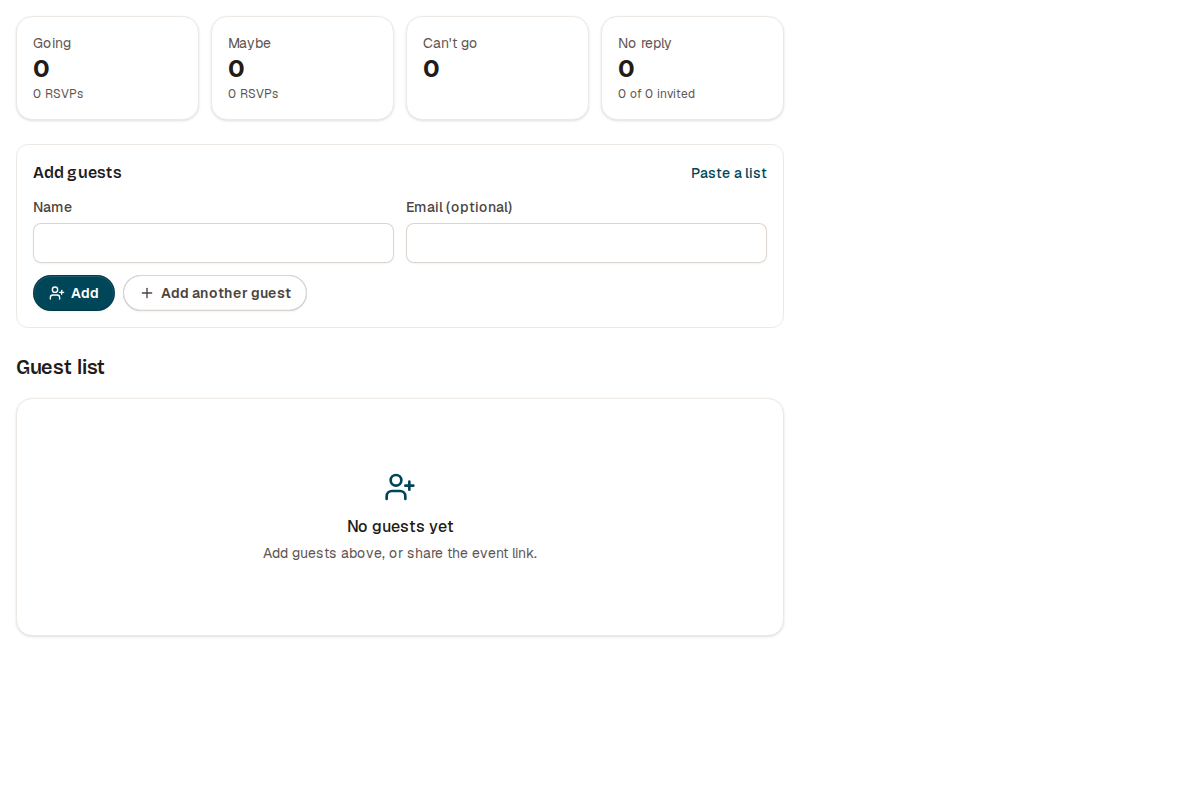 Going
0
0 RSVPs
Maybe
0
0 RSVPs
Can't go
0
No reply
0
0 of 0 invited
Add guests
Paste a list
Name
Email (optional)
Add
Add another guest
Guest list
No guests yet
Add guests above, or share the event link.